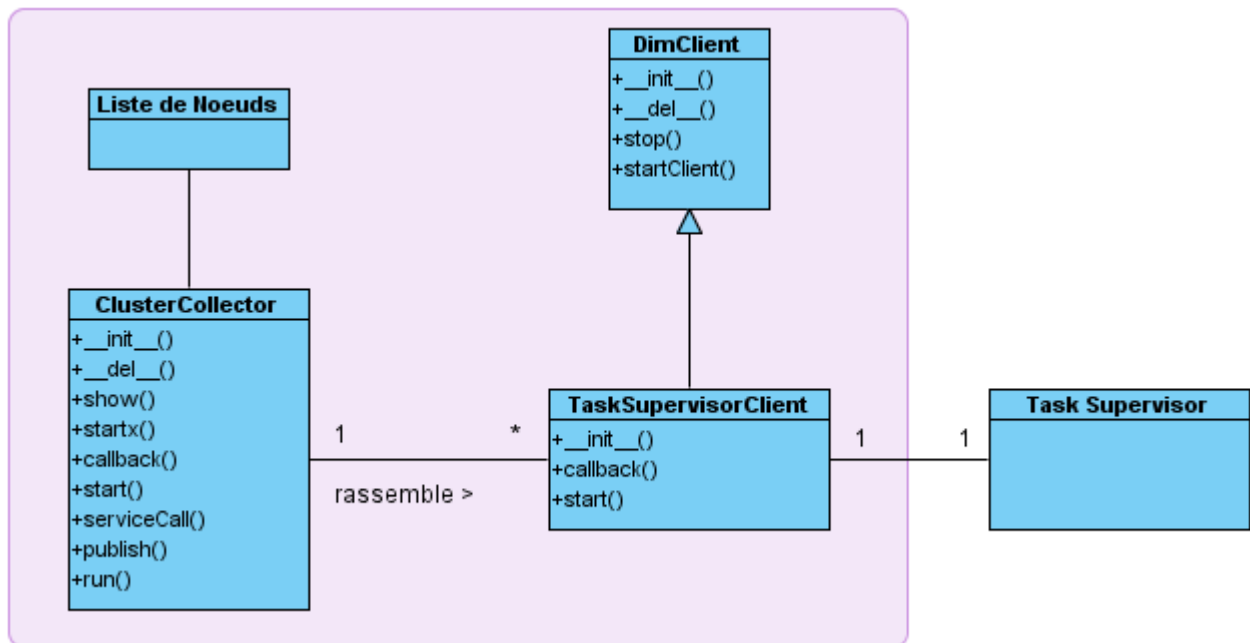 DimClient
+__init__()
+__del__()
+stop()
+startClient()
Liste de Noeuds
ClusterCollector
+__init__()
+__del__()
+show()
+startx()
+callback()
+start()
+serviceCall()
+publish()
+run()
1
*
rassemble >
TaskSupervisorClient
+__init__()
+callback()
+start()
1
1
Task Supervisor